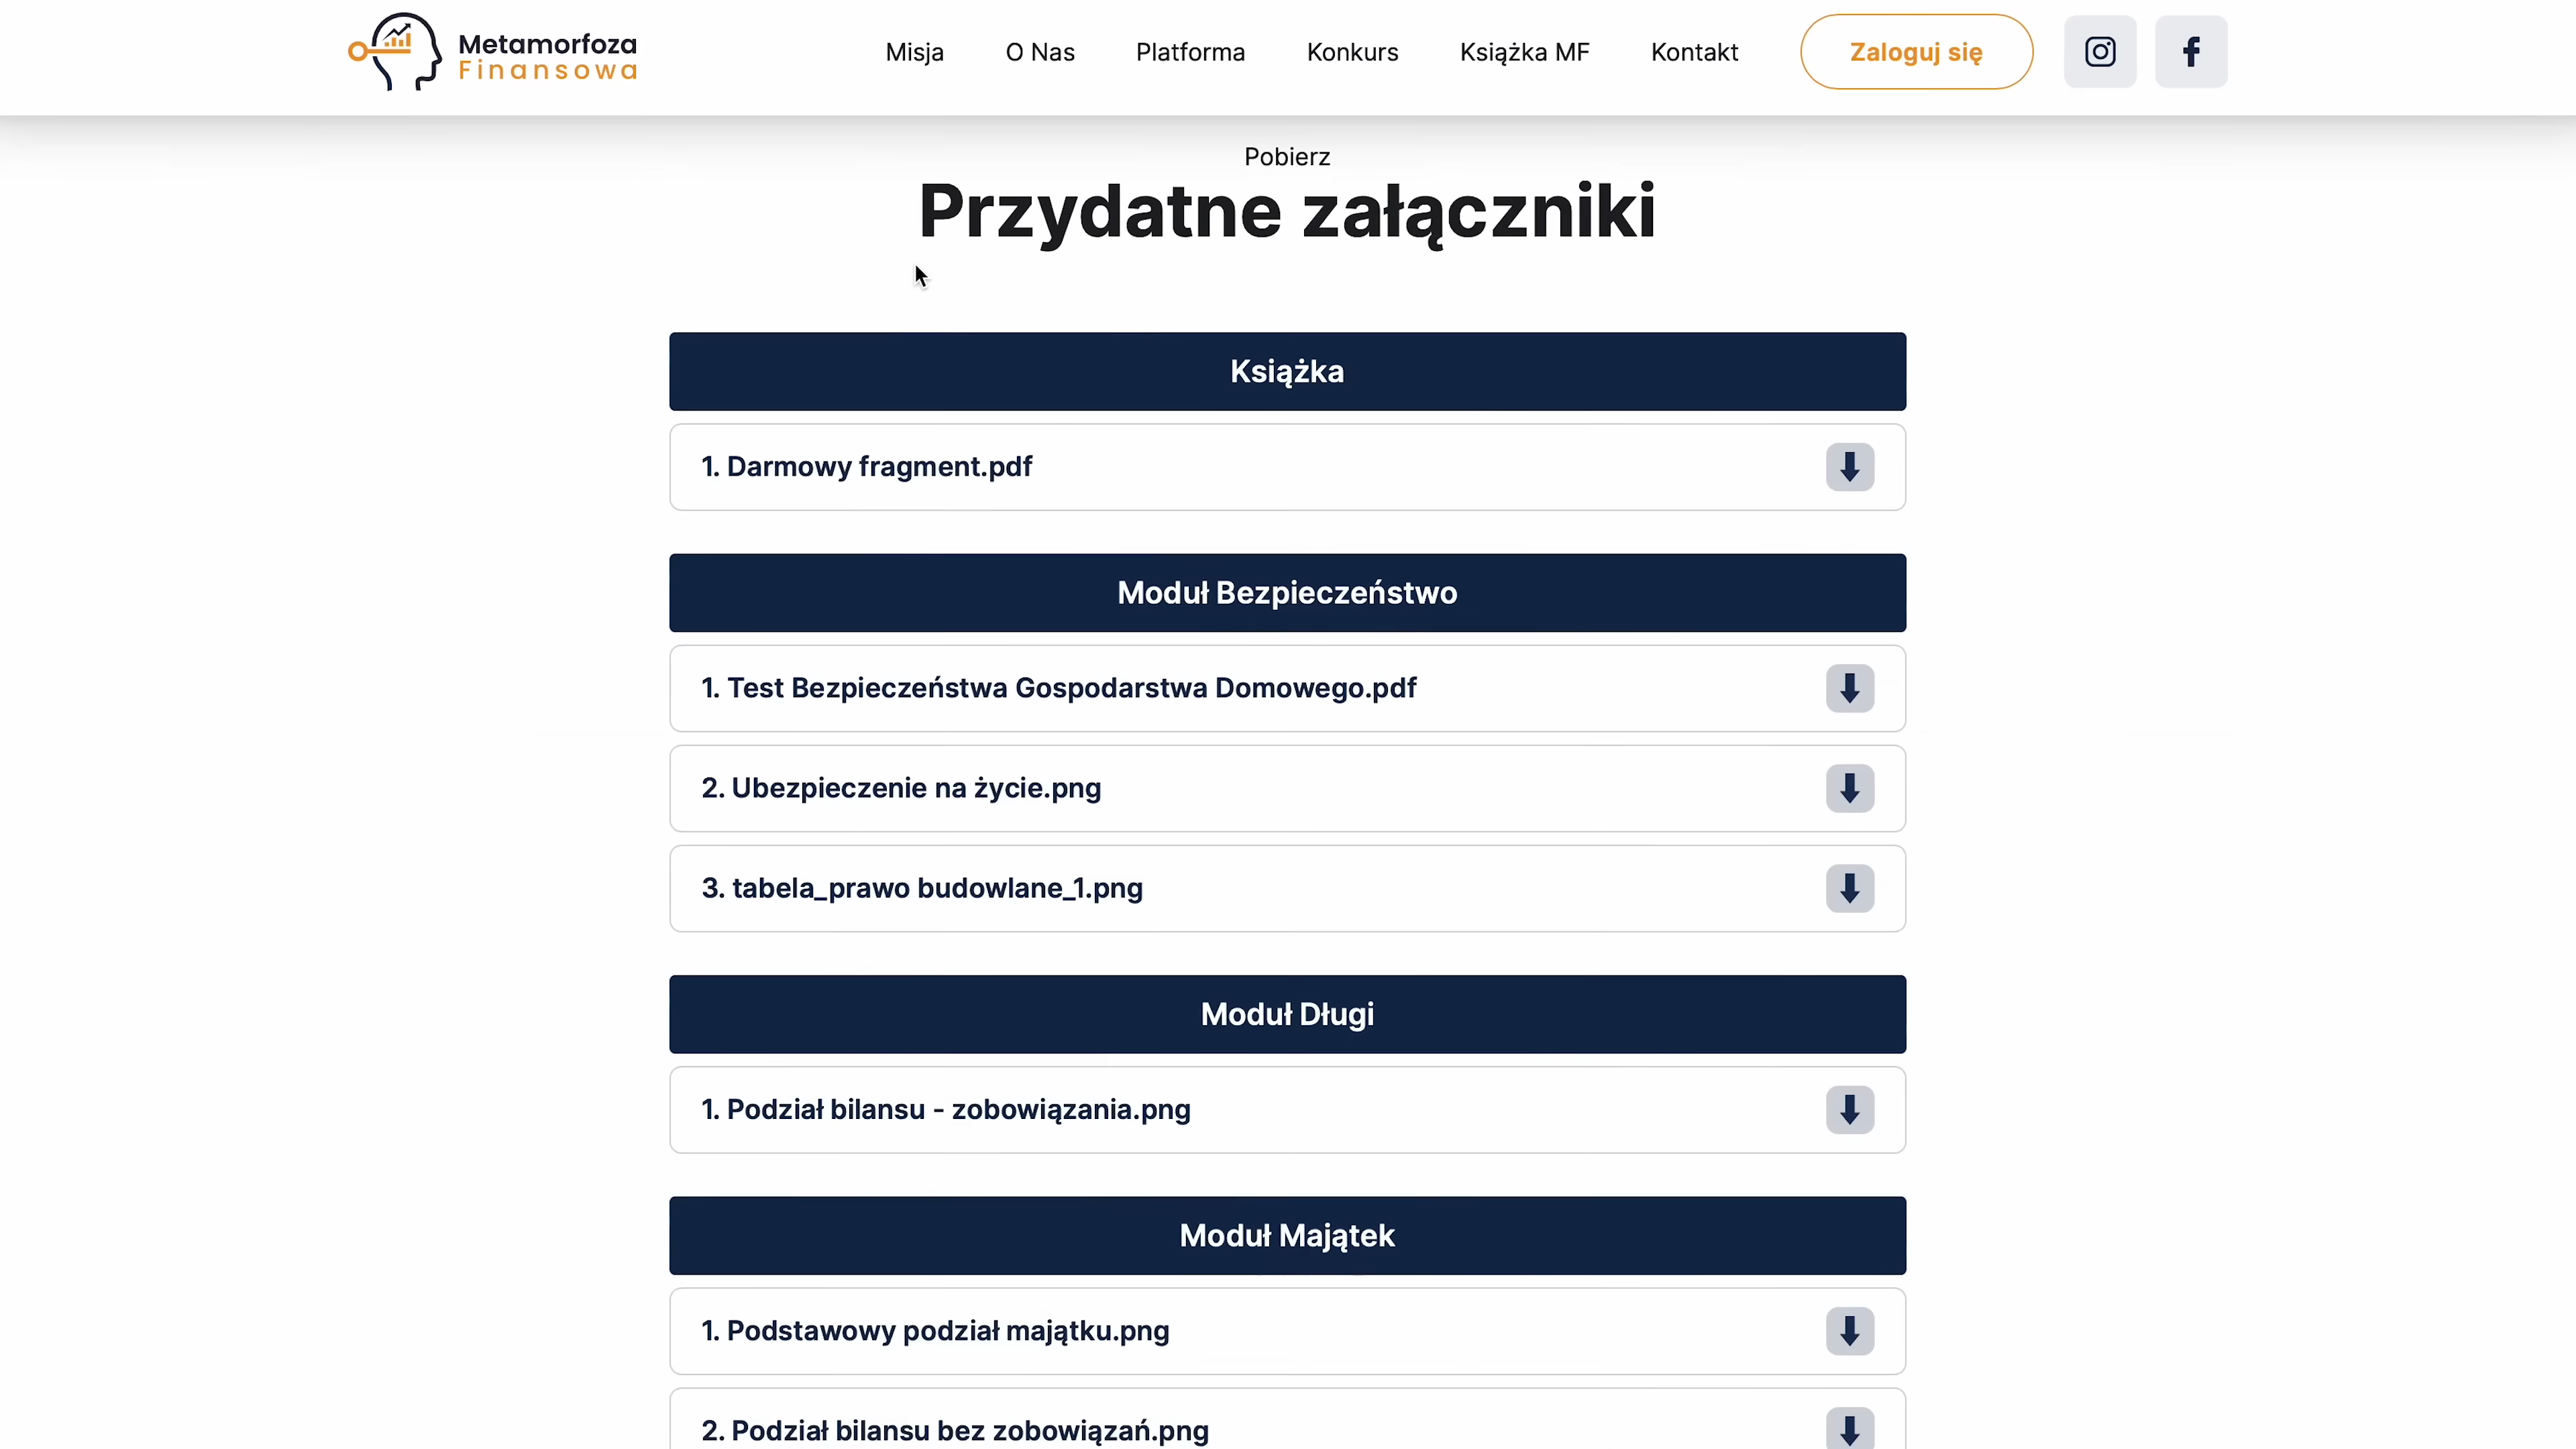 Metamorfoza
Finansowa
Misja
O Nas
Platforma
Konkurs
Książka MF
Kontakt
Zaloguj się
Pobierz
Przydatne załączniki
Książka
1. Darmowy fragment.pdf
Moduł Bezpieczeństwo
1. Test Bezpieczeństwa Gospodarstwa Domowego.pdf
2. Ubezpieczenie na życie.png
3. tabela_prawo budowlane_1.png
Moduł Długi
1. Podział bilansu - zobowiązania.png
Moduł Majątek
1. Podstawowy podział majątku.png
2. Podział bilansu bez zobowiązań.png